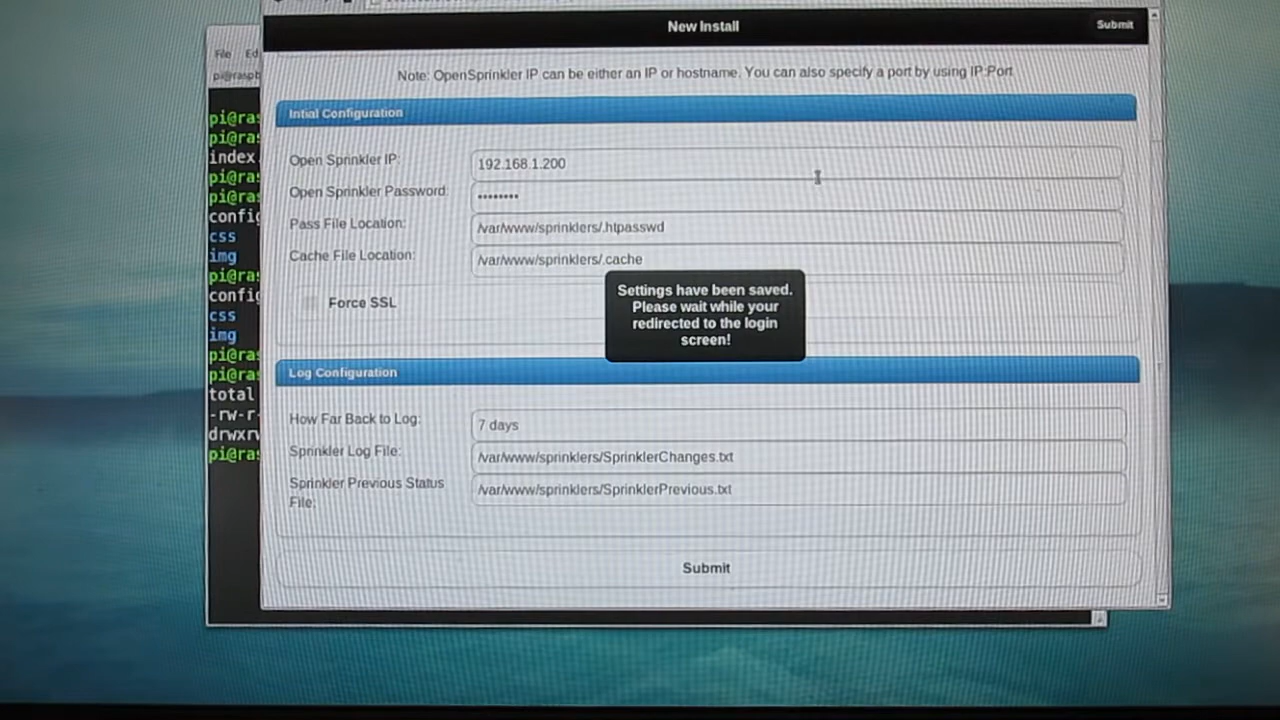 New Install
Submit
File Ed
pi@raspb
Note: OpenSprinkler IP can be either an IP or hostname. You can also specify a port by using IP:Port
Intial Configuration
Open Sprinkler IP:
192.168.1.200
Open Sprinkler Password:
••••••••
Pass File Location:
/var/www/sprinklers/.htpasswd
Cache File Location:
/var/www/sprinklers/.cache
Force SSL
Settings have been saved.
Please wait while your
redirected to the login
screen!
Log Configuration
How Far Back to Log:
7 days
Sprinkler Log File:
/var/www/sprinklers/SprinklerChanges.txt
Sprinkler Previous Status
File:
/var/www/sprinklers/SprinklerPrevious.txt
Submit
pi@ras
pi@ras
index
pi@ras
pi@ras
config
css
img
pi@ras
config
css
img
pi@ras
pi@ras
total
-rw-r-
drwxrw
pi@ras